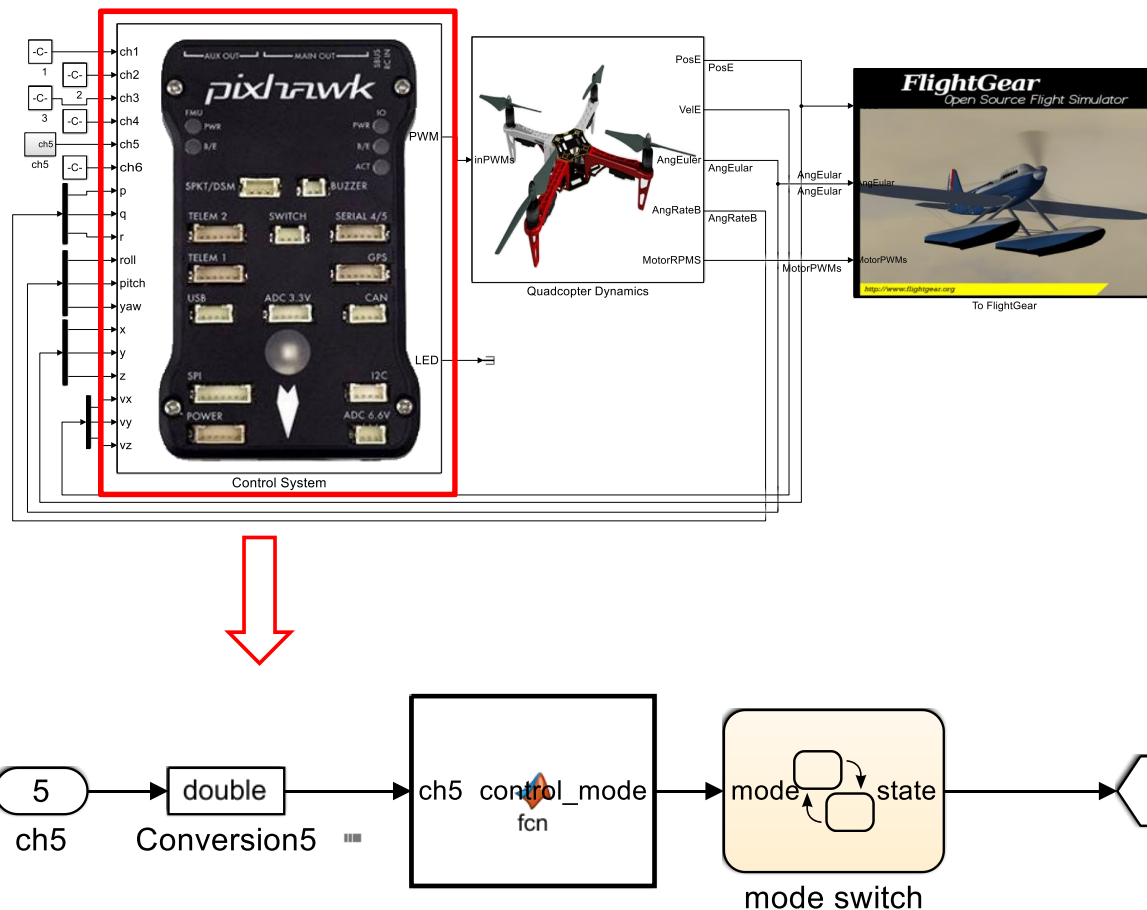 -C-
1
-C-
2
-C-
3
-C-
ch5
ch5
-C-
ch1
ch2
ch3
ch4
ch5
ch6
p
q
r
roll
pitch
yaw
x
y
z
vx
vy
vz
AUX OUT
MAIN OUT
SBUS
RC IN
pixhawk
FMU
PWR
B/E
IO
PWR
B/E
ACT
SPKT/DSM
BUZZER
TELEM 2
SWITCH
SERIAL 4/5
TELEM 1
GPS
USB
ADC 3.3V
CAN
SPI
I2C
POWER
ADC 6.6V
PWM
LED
Control System
inPWMs
PosE
VelE
AngEuler
AngRateB
MotorRPMS
Quadcopter Dynamics
PosE
AngEular
AngRateB
AngEular
AngEular
MotorPWMs
FlightGear
Open Source Flight Simulator
AngEular
MotorPWMs
http://www.flightgear.org
To FlightGear
5
ch5
double
Conversion5
ch5 control_mode
fcn
mode state
mode switch